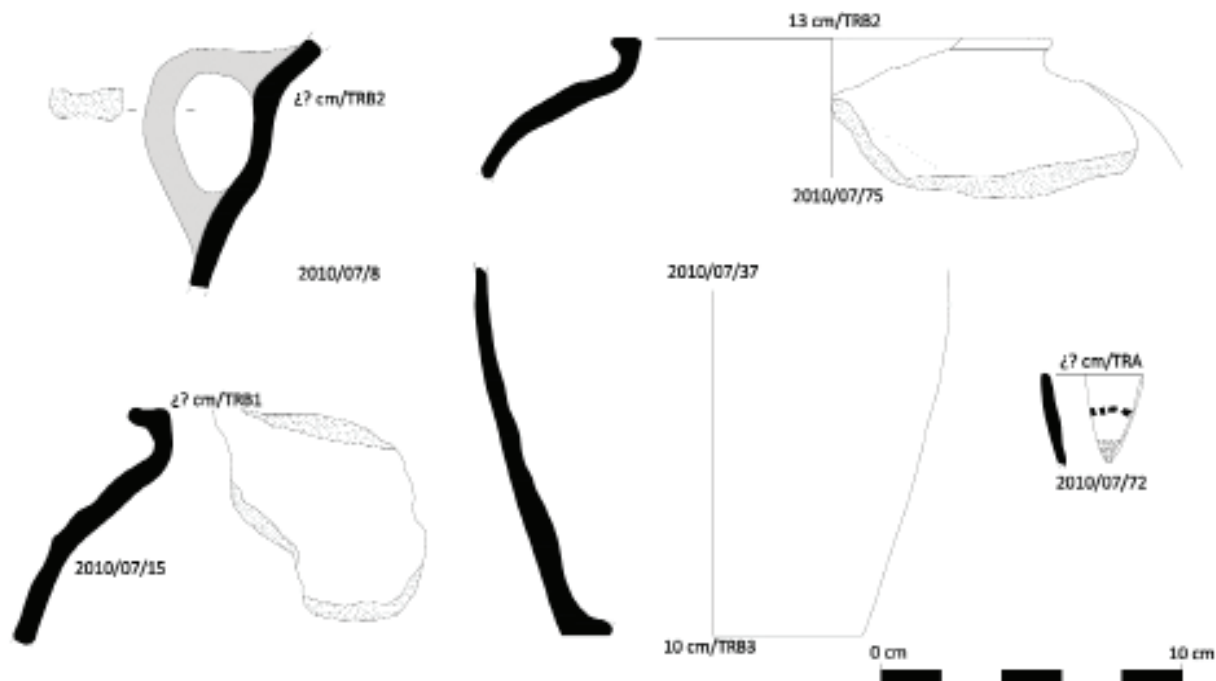 13 cm/TRB2
¿? cm/TRB2
2010/07/75
2010/07/8
2010/07/37
¿? cm/TRA
¿? cm/TRB1
2010/07/72
2010/07/15
10 cm/TRB3
0 cm
10 cm